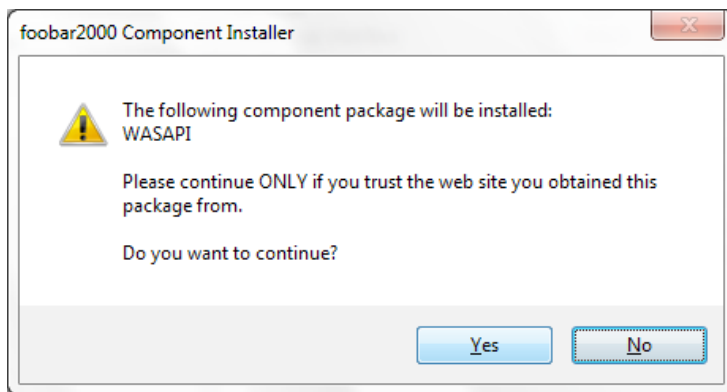 foobar2000 Component Installer
The following component package will be installed:
WASAPI
Please continue ONLY if you trust the web site you obtained this
package from.
Do you want to continue?
Yes
No